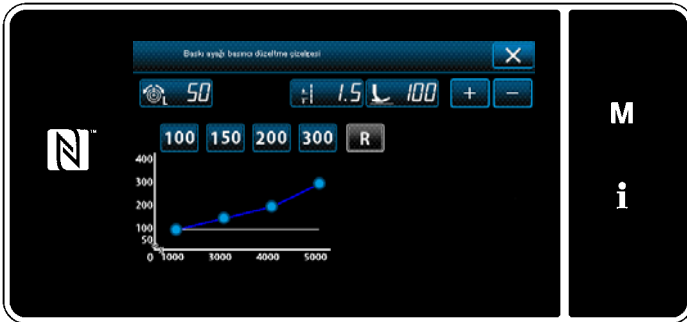 Baskı ayağı basıncı düzeltme çizelgesi
L 50 1.5 100 + −
M
100 150 200 300 R
N ™
400
300
i
200
100
50
0 1000 3000 4000 5000